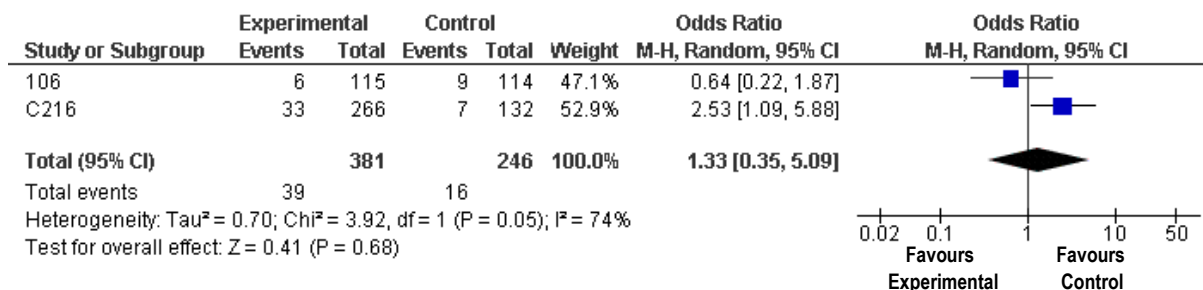 Experimental Control Odds Ratio Odds Ratio
Study or Subgroup Events Total Events Total Weight M-H, Random, 95% CI M-H, Random, 95% CI
106 6 115 9 114 47.1% 0.64 [0.22, 1.87]
C216 33 266 7 132 52.9% 2.53 [1.09, 5.88]
Total (95% CI) 381 246 100.0% 1.33 [0.35, 5.09]
Total events 39 16
Heterogeneity: Tau² = 0.70; Chi² = 3.92, df = 1 (P = 0.05); I² = 74%
Test for overall effect: Z = 0.41 (P = 0.68)
0.02 0.1 1 10 50
Favours Favours
Experimental Control